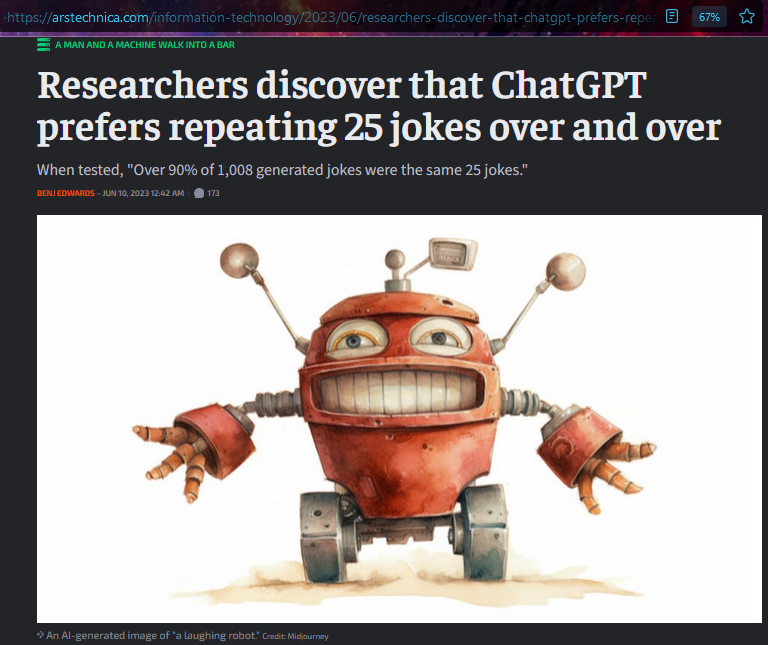 https://arstechnica.com/information-technology/2023/06/researchers-discover-that-chatgpt-prefers-repe
67%
A MAN AND A MACHINE WALK INTO A BAR
Researchers discover that ChatGPT
prefers repeating 25 jokes over and over
When tested, "Over 90% of 1,008 generated jokes were the same 25 jokes."
BENJ EDWARDS – JUN 10, 2023 12:42 AM | 173
An AI-generated image of "a laughing robot." Credit: Midjourney